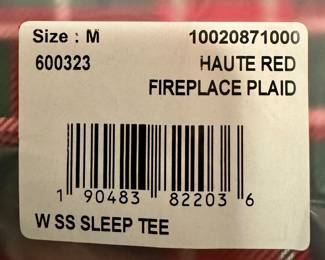 Size : M 10020871000
600323 HAUTE RED
FIREPLACE PLAID
1 90483 82203 6
W SS SLEEP TEE